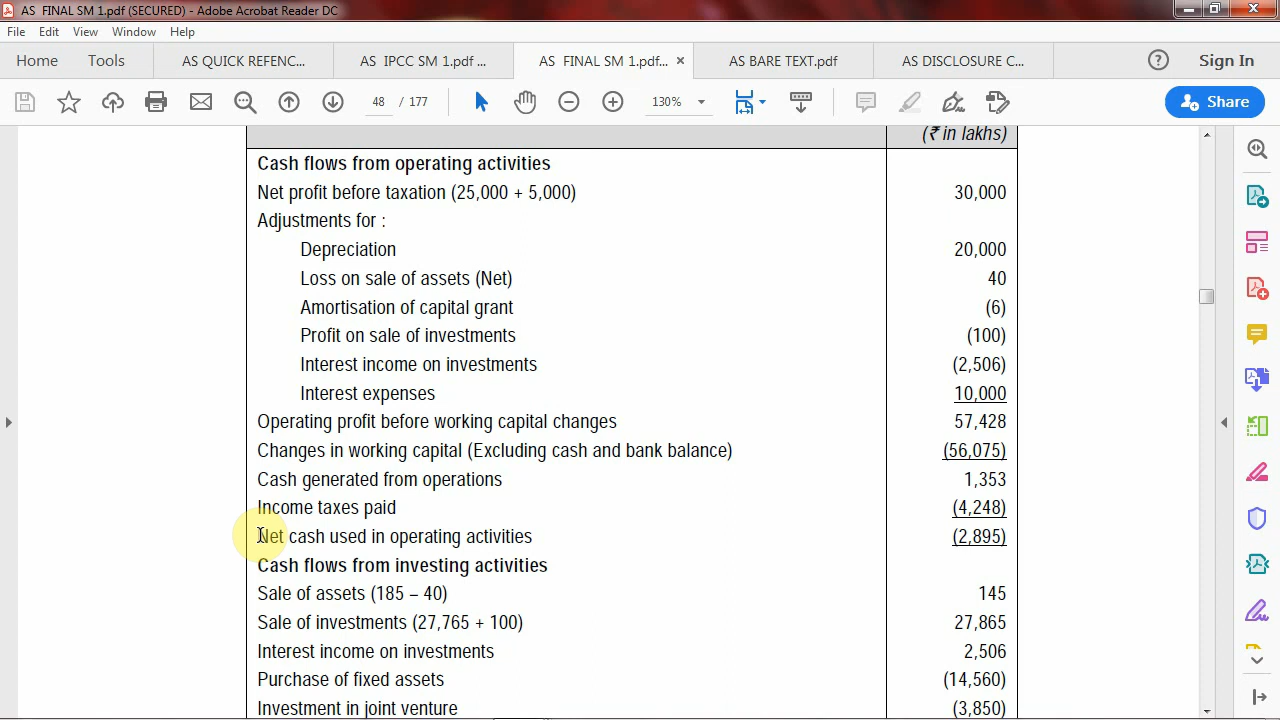 AS FINAL SM 1.pdf (SECURED) - Adobe Acrobat Reader DC
File Edit View Window Help
Home Tools AS QUICK REFENC... AS IPCC SM 1.pdf ... AS FINAL SM 1.pdf... × AS BARE TEXT.pdf AS DISCLOSURE C... Sign In
48 / 177 130% Share
(₹ in lakhs)
Cash flows from operating activities
Net profit before taxation (25,000 + 5,000) 30,000
Adjustments for :
Depreciation 20,000
Loss on sale of assets (Net) 40
Amortisation of capital grant (6)
Profit on sale of investments (100)
Interest income on investments (2,506)
Interest expenses 10,000
Operating profit before working capital changes 57,428
Changes in working capital (Excluding cash and bank balance) (56,075)
Cash generated from operations 1,353
Income taxes paid (4,248)
Net cash used in operating activities (2,895)
Cash flows from investing activities
Sale of assets (185 – 40) 145
Sale of investments (27,765 + 100) 27,865
Interest income on investments 2,506
Purchase of fixed assets (14,560)
Investment in joint venture (3,850)